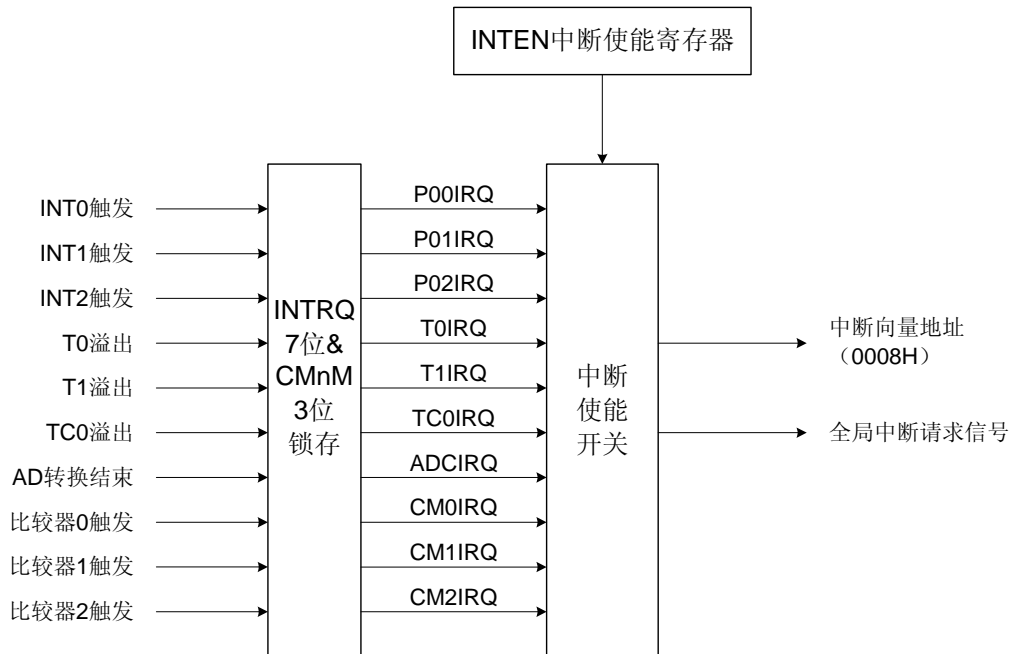 INTEN中断使能寄存器
INT0触发
INT1触发
INT2触发
T0溢出
T1溢出
TC0溢出
AD转换结束
比较器0触发
比较器1触发
比较器2触发
INTRQ
7位&
CMnM
3位
锁存
P00IRQ
P01IRQ
P02IRQ
T0IRQ
T1IRQ
TC0IRQ
ADCIRQ
CM0IRQ
CM1IRQ
CM2IRQ
中断
使能
开关
中断向量地址
（0008H）
全局中断请求信号